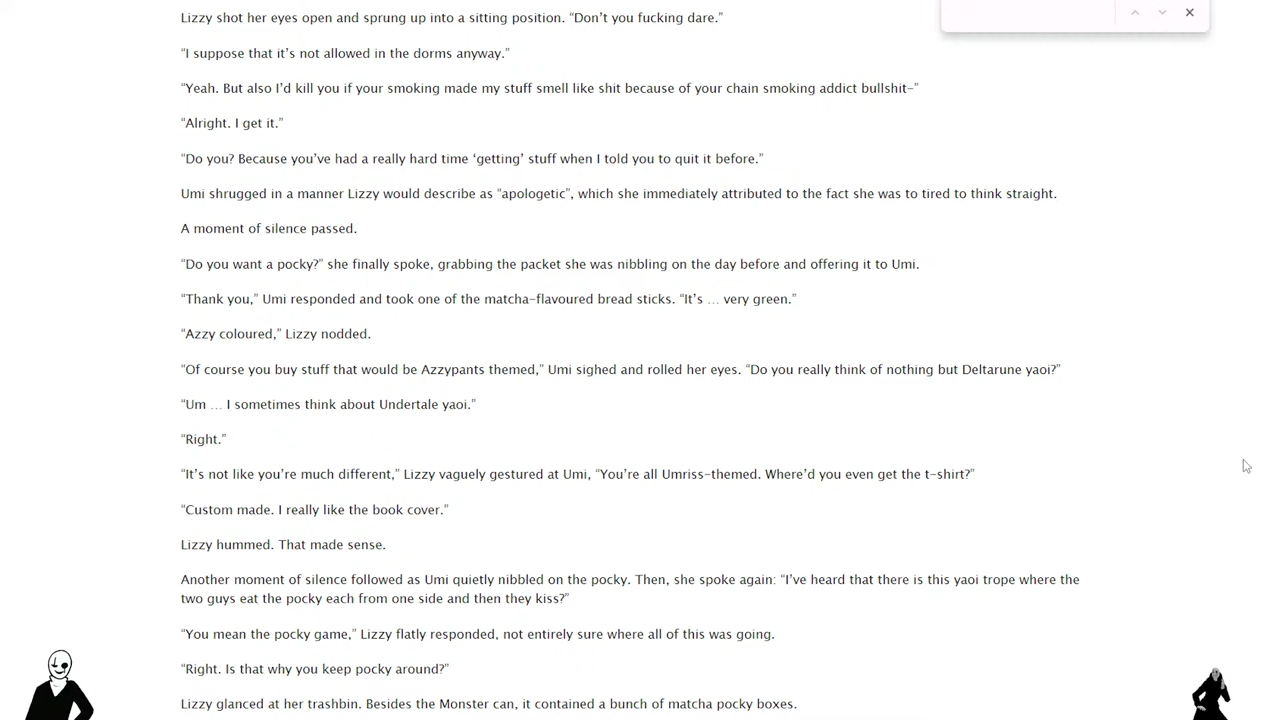 Lizzy shot her eyes open and sprung up into a sitting position. “Don’t you fucking dare.”
“I suppose that it’s not allowed in the dorms anyway.”
“Yeah. But also I’d kill you if your smoking made my stuff smell like shit because of your chain smoking addict bullshit–”
“Alright. I get it.”
“Do you? Because you’ve had a really hard time ‘getting’ stuff when I told you to quit it before.”
Umi shrugged in a manner Lizzy would describe as “apologetic”, which she immediately attributed to the fact she was to tired to think straight.
A moment of silence passed.
“Do you want a pocky?” she finally spoke, grabbing the packet she was nibbling on the day before and offering it to Umi.
“Thank you,” Umi responded and took one of the matcha-flavoured bread sticks. “It’s … very green.”
“Azzy coloured,” Lizzy nodded.
“Of course you buy stuff that would be Azzypants themed,” Umi sighed and rolled her eyes. “Do you really think of nothing but Deltarune yaoi?”
“Um … I sometimes think about Undertale yaoi.”
“Right.”
“It’s not like you’re much different,” Lizzy vaguely gestured at Umi, “You’re all Umriss-themed. Where’d you even get the t-shirt?”
“Custom made. I really like the book cover.”
Lizzy hummed. That made sense.
Another moment of silence followed as Umi quietly nibbled on the pocky. Then, she spoke again: “I’ve heard that there is this yaoi trope where the
two guys eat the pocky each from one side and then they kiss?”
“You mean the pocky game,” Lizzy flatly responded, not entirely sure where all of this was going.
“Right. Is that why you keep pocky around?”
Lizzy glanced at her trashbin. Besides the Monster can, it contained a bunch of matcha pocky boxes.